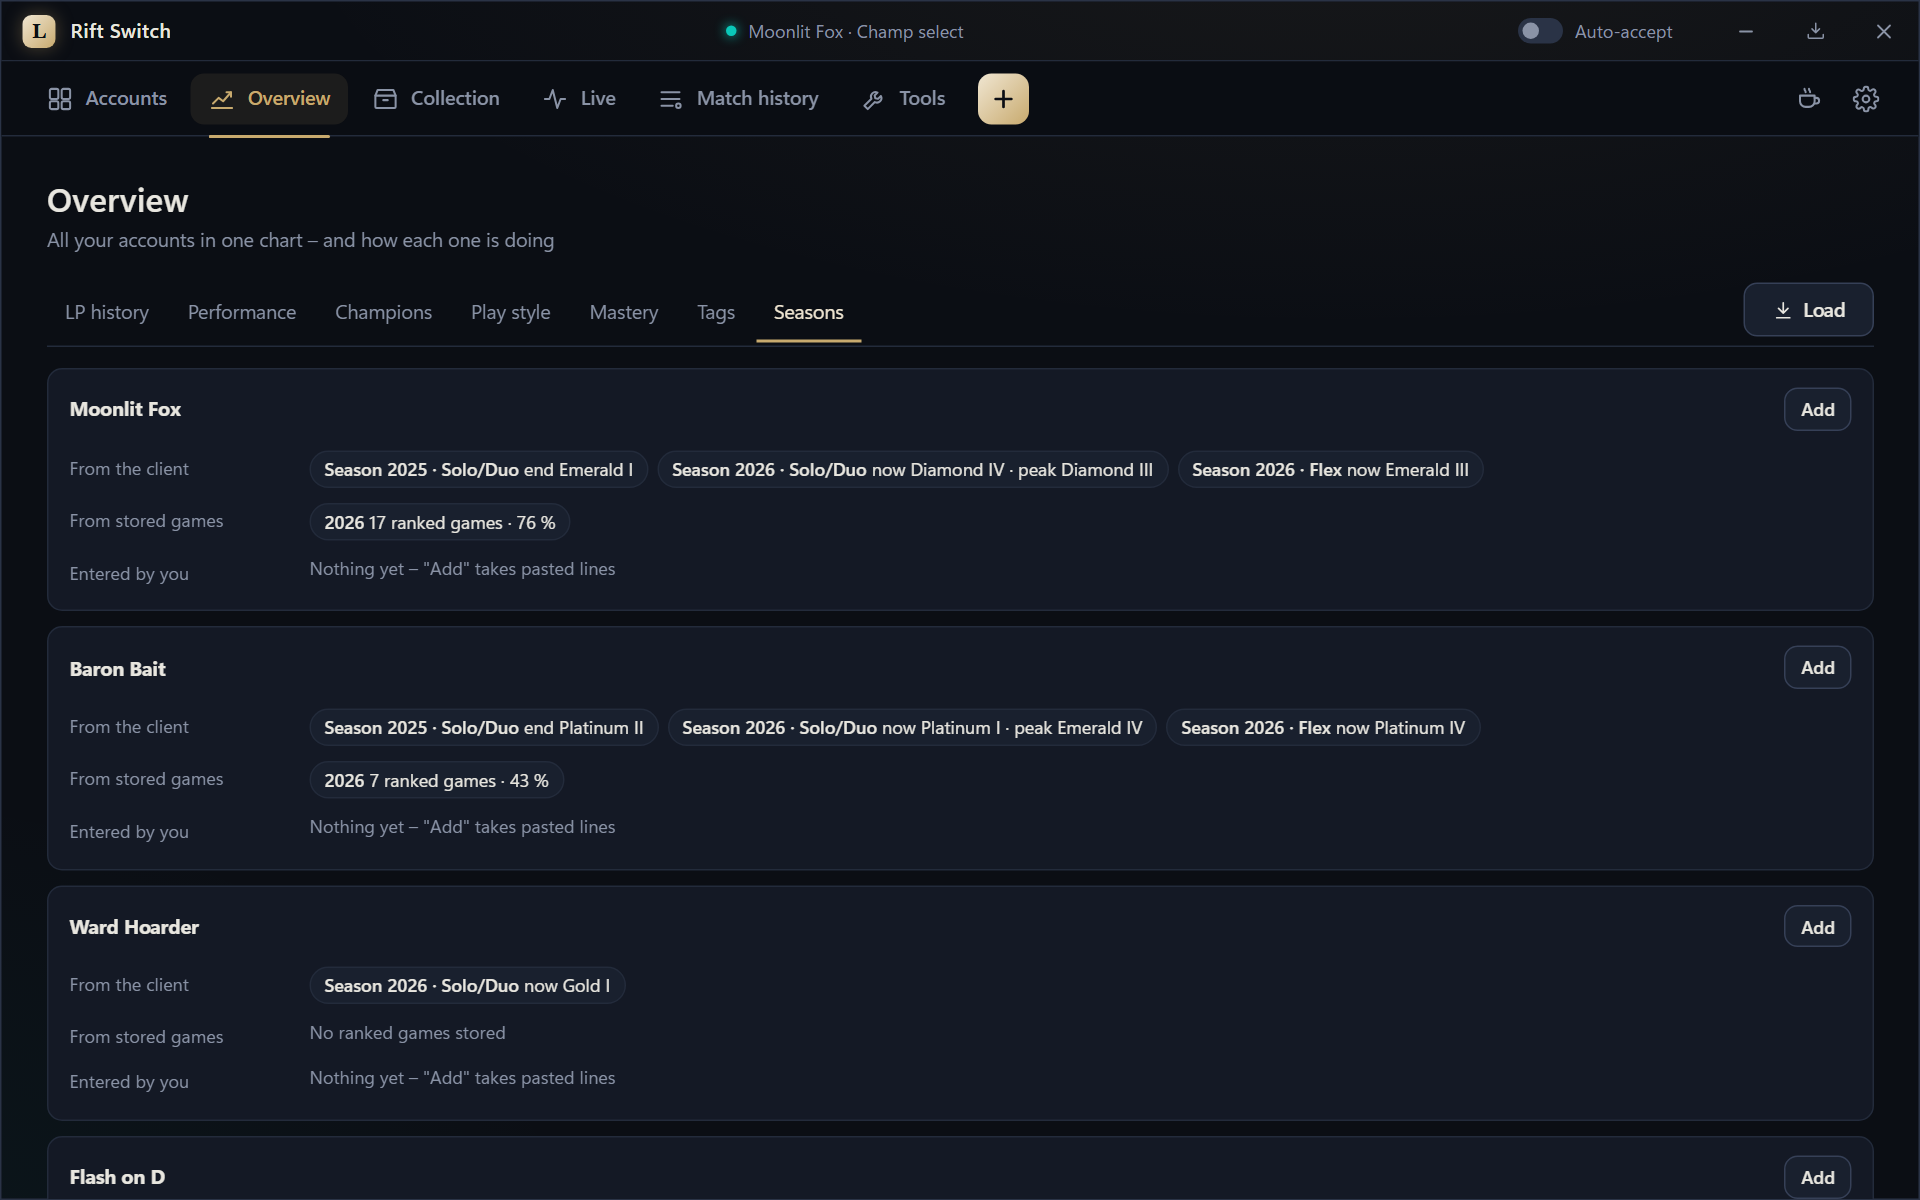 L Rift Switch
Moonlit Fox · Champ select
Auto-accept
Accounts Overview Collection Live Match history Tools
Overview
All your accounts in one chart – and how each one is doing
LP history Performance Champions Play style Mastery Tags Seasons
Load
Moonlit Fox
Add
From the client Season 2025 · Solo/Duo end Emerald I Season 2026 · Solo/Duo now Diamond IV · peak Diamond III Season 2026 · Flex now Emerald III
From stored games 2026 17 ranked games · 76 %
Entered by you Nothing yet – "Add" takes pasted lines
Baron Bait
Add
From the client Season 2025 · Solo/Duo end Platinum II Season 2026 · Solo/Duo now Platinum I · peak Emerald IV Season 2026 · Flex now Platinum IV
From stored games 2026 7 ranked games · 43 %
Entered by you Nothing yet – "Add" takes pasted lines
Ward Hoarder
Add
From the client Season 2026 · Solo/Duo now Gold I
From stored games No ranked games stored
Entered by you Nothing yet – "Add" takes pasted lines
Flash on D
Add